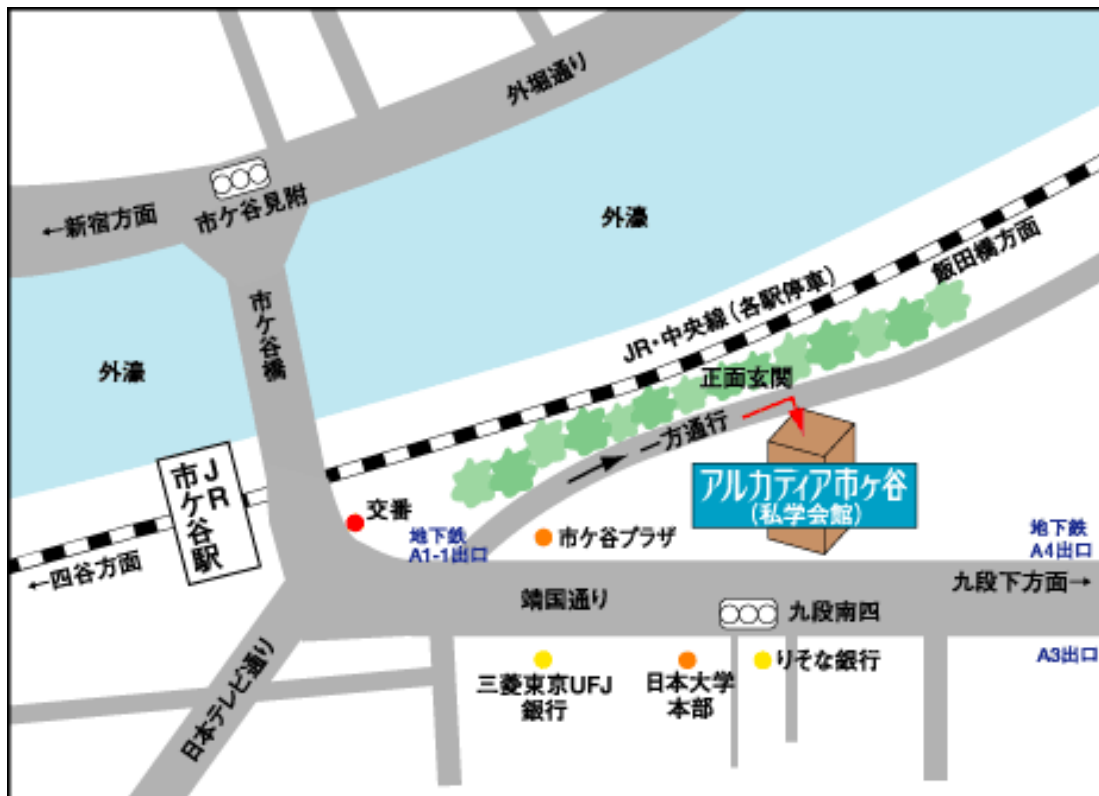 外堀通り
市ケ谷見附
←新宿方面
外濠
市ケ谷橋
外濠
飯田橋方面
JR・中央線(各駅停車)
正面玄関
一方通行
アルカディア市ヶ谷
(私学会館)
JR
市ケ谷駅
交番
地下鉄
A1-1出口
市ケ谷プラザ
地下鉄
A4出口
←四谷方面
九段下方面→
靖国通り
九段南四
日本テレビ通り
三菱東京UFJ
銀行
日本大学
本部
りそな銀行
A3出口